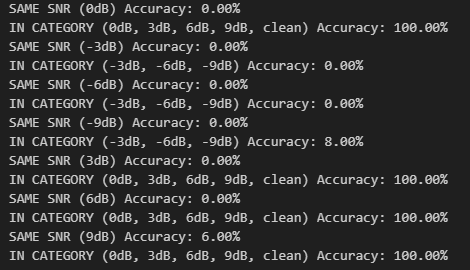 SAME SNR (0dB) Accuracy: 0.00%
IN CATEGORY (0dB, 3dB, 6dB, 9dB, clean) Accuracy: 100.00%
SAME SNR (-3dB) Accuracy: 0.00%
IN CATEGORY (-3dB, -6dB, -9dB) Accuracy: 0.00%
SAME SNR (-6dB) Accuracy: 0.00%
IN CATEGORY (-3dB, -6dB, -9dB) Accuracy: 0.00%
SAME SNR (-9dB) Accuracy: 0.00%
IN CATEGORY (-3dB, -6dB, -9dB) Accuracy: 8.00%
SAME SNR (3dB) Accuracy: 0.00%
IN CATEGORY (0dB, 3dB, 6dB, 9dB, clean) Accuracy: 100.00%
SAME SNR (6dB) Accuracy: 0.00%
IN CATEGORY (0dB, 3dB, 6dB, 9dB, clean) Accuracy: 100.00%
SAME SNR (9dB) Accuracy: 6.00%
IN CATEGORY (0dB, 3dB, 6dB, 9dB, clean) Accuracy: 100.00%